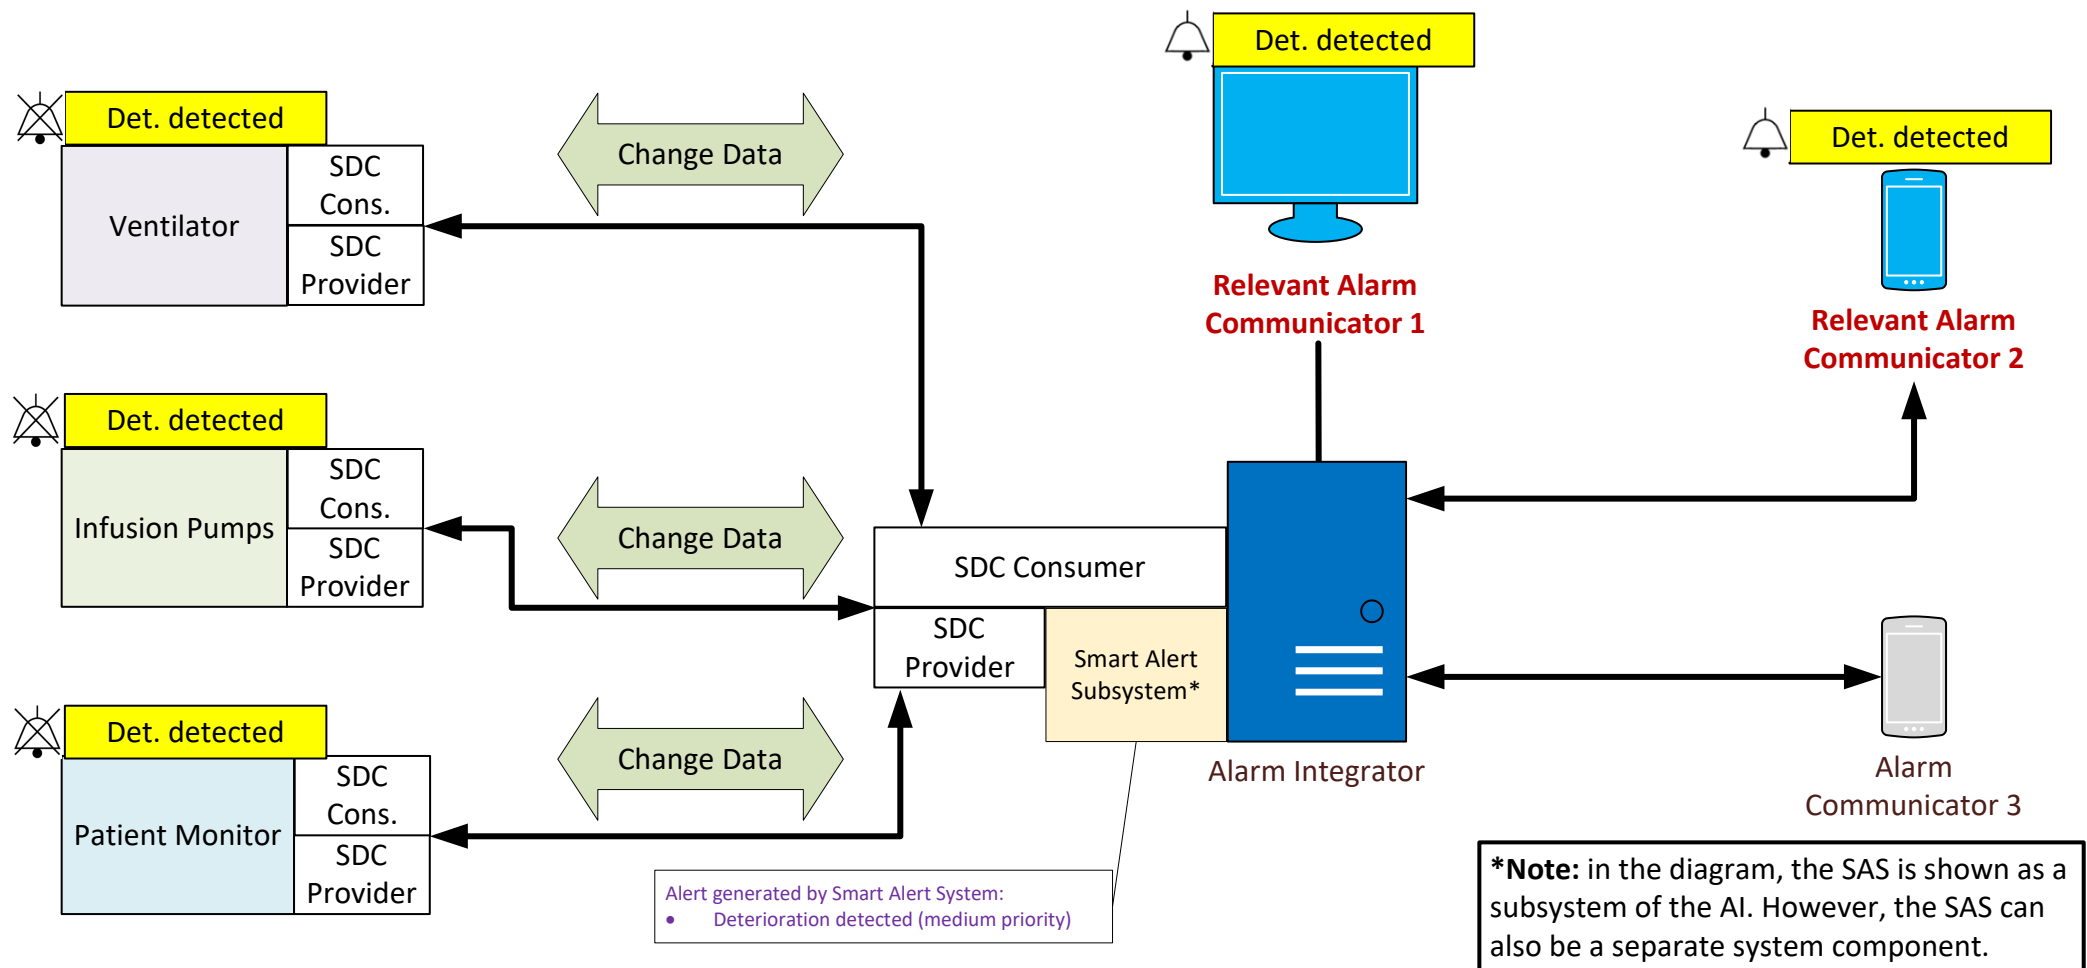 Det. detected
Det. detected
Det. detected
SDC
Cons.
Ventilator
SDC
Provider
Change Data
Det. detected
Relevant Alarm
Communicator 1
Relevant Alarm
Communicator 2
Det. detected
SDC
Cons.
Infusion Pumps
SDC
Provider
Change Data
SDC Consumer
SDC
Provider
Smart Alert
Subsystem*
Alarm Integrator
Det. detected
SDC
Cons.
Patient Monitor
SDC
Provider
Change Data
Alarm
Communicator 3
Alert generated by Smart Alert System:
• Deterioration detected (medium priority)
*Note: in the diagram, the SAS is shown as a
subsystem of the AI. However, the SAS can
also be a separate system component.